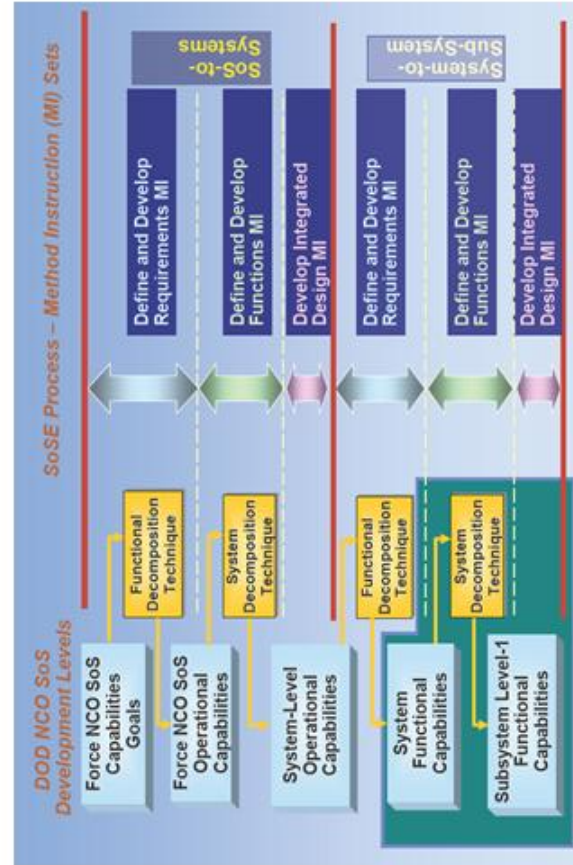 DOD NCO SoS
Development Levels
SoSE Process – Method Instruction (MI) Sets
Force NCO SoS
Capabilities
Goals
Functional
Decomposition
Technique
Force NCO SoS
Operational
Capabilities
System
Decomposition
Technique
System-Level
Operational
Capabilities
Functional
Decomposition
Technique
System
Functional
Capabilities
System
Decomposition
Technique
Subsystem Level-1
Functional
Capabilities
Define and Develop
Requirements MI
Define and Develop
Functions MI
Develop Integrated
Design MI
Define and Develop
Requirements MI
Define and Develop
Functions MI
Develop Integrated
Design MI
SoS-to-
Systems
System-to-
Sub-System